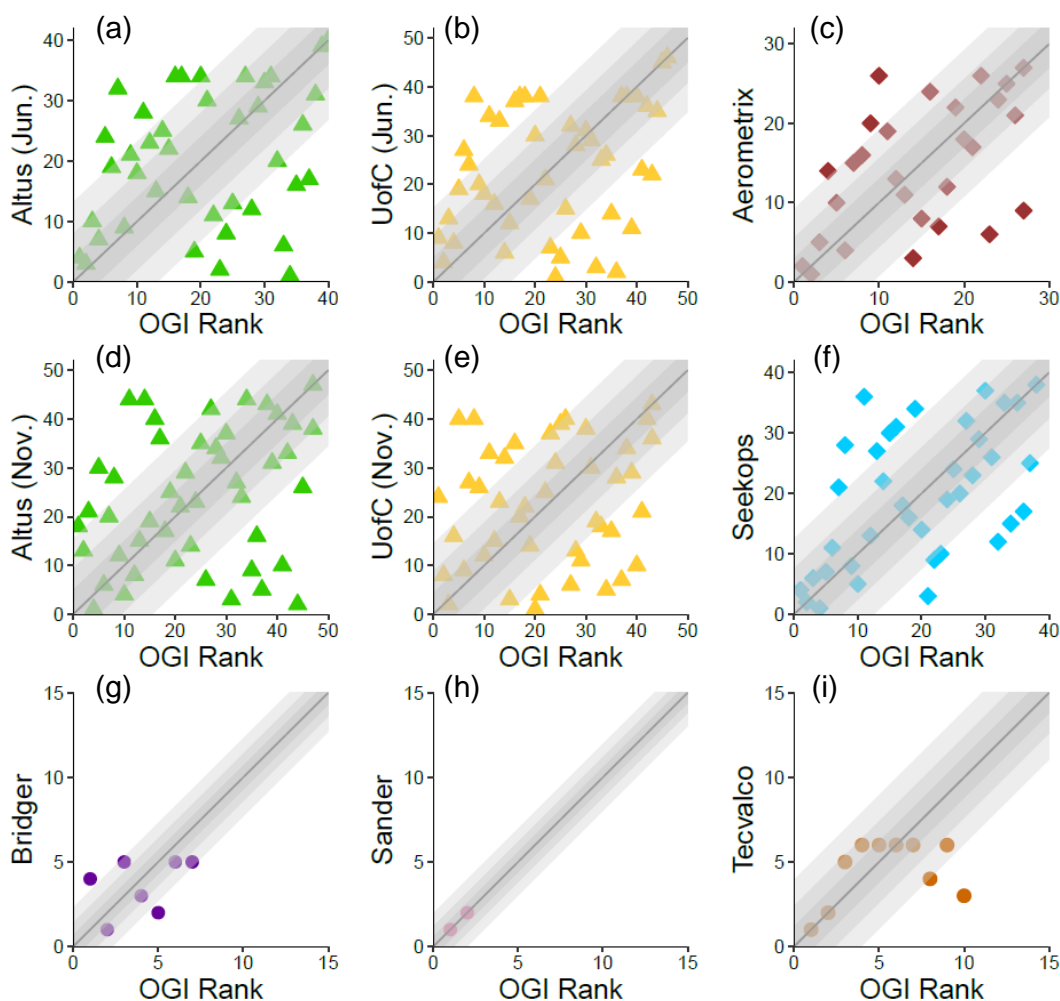 (a) (b) (c)
40 50 30
30 40
20 30 20
10 20 10
0 10 0
0
Altus (Jun.) UofC (Jun.) Aerometrix
0 10 20 30 40 0 10 20 30 40 50 0 10 20 30
OGI Rank OGI Rank OGI Rank
(d) (e) (f)
50 50 40
40 40 30
30 30 20
20 20 10
10 10 0
0 0
Altus (Nov.) UofC (Nov.) Seekops
0 10 20 30 40 50 0 10 20 30 40 50 0 10 20 30 40
OGI Rank OGI Rank OGI Rank
(g) (h) (i)
15 15 15
10 10 10
5 5 5
0 0 0
Bridger Sander Tecvalco
0 5 10 15 0 5 10 15 0 5 10 15
OGI Rank OGI Rank OGI Rank